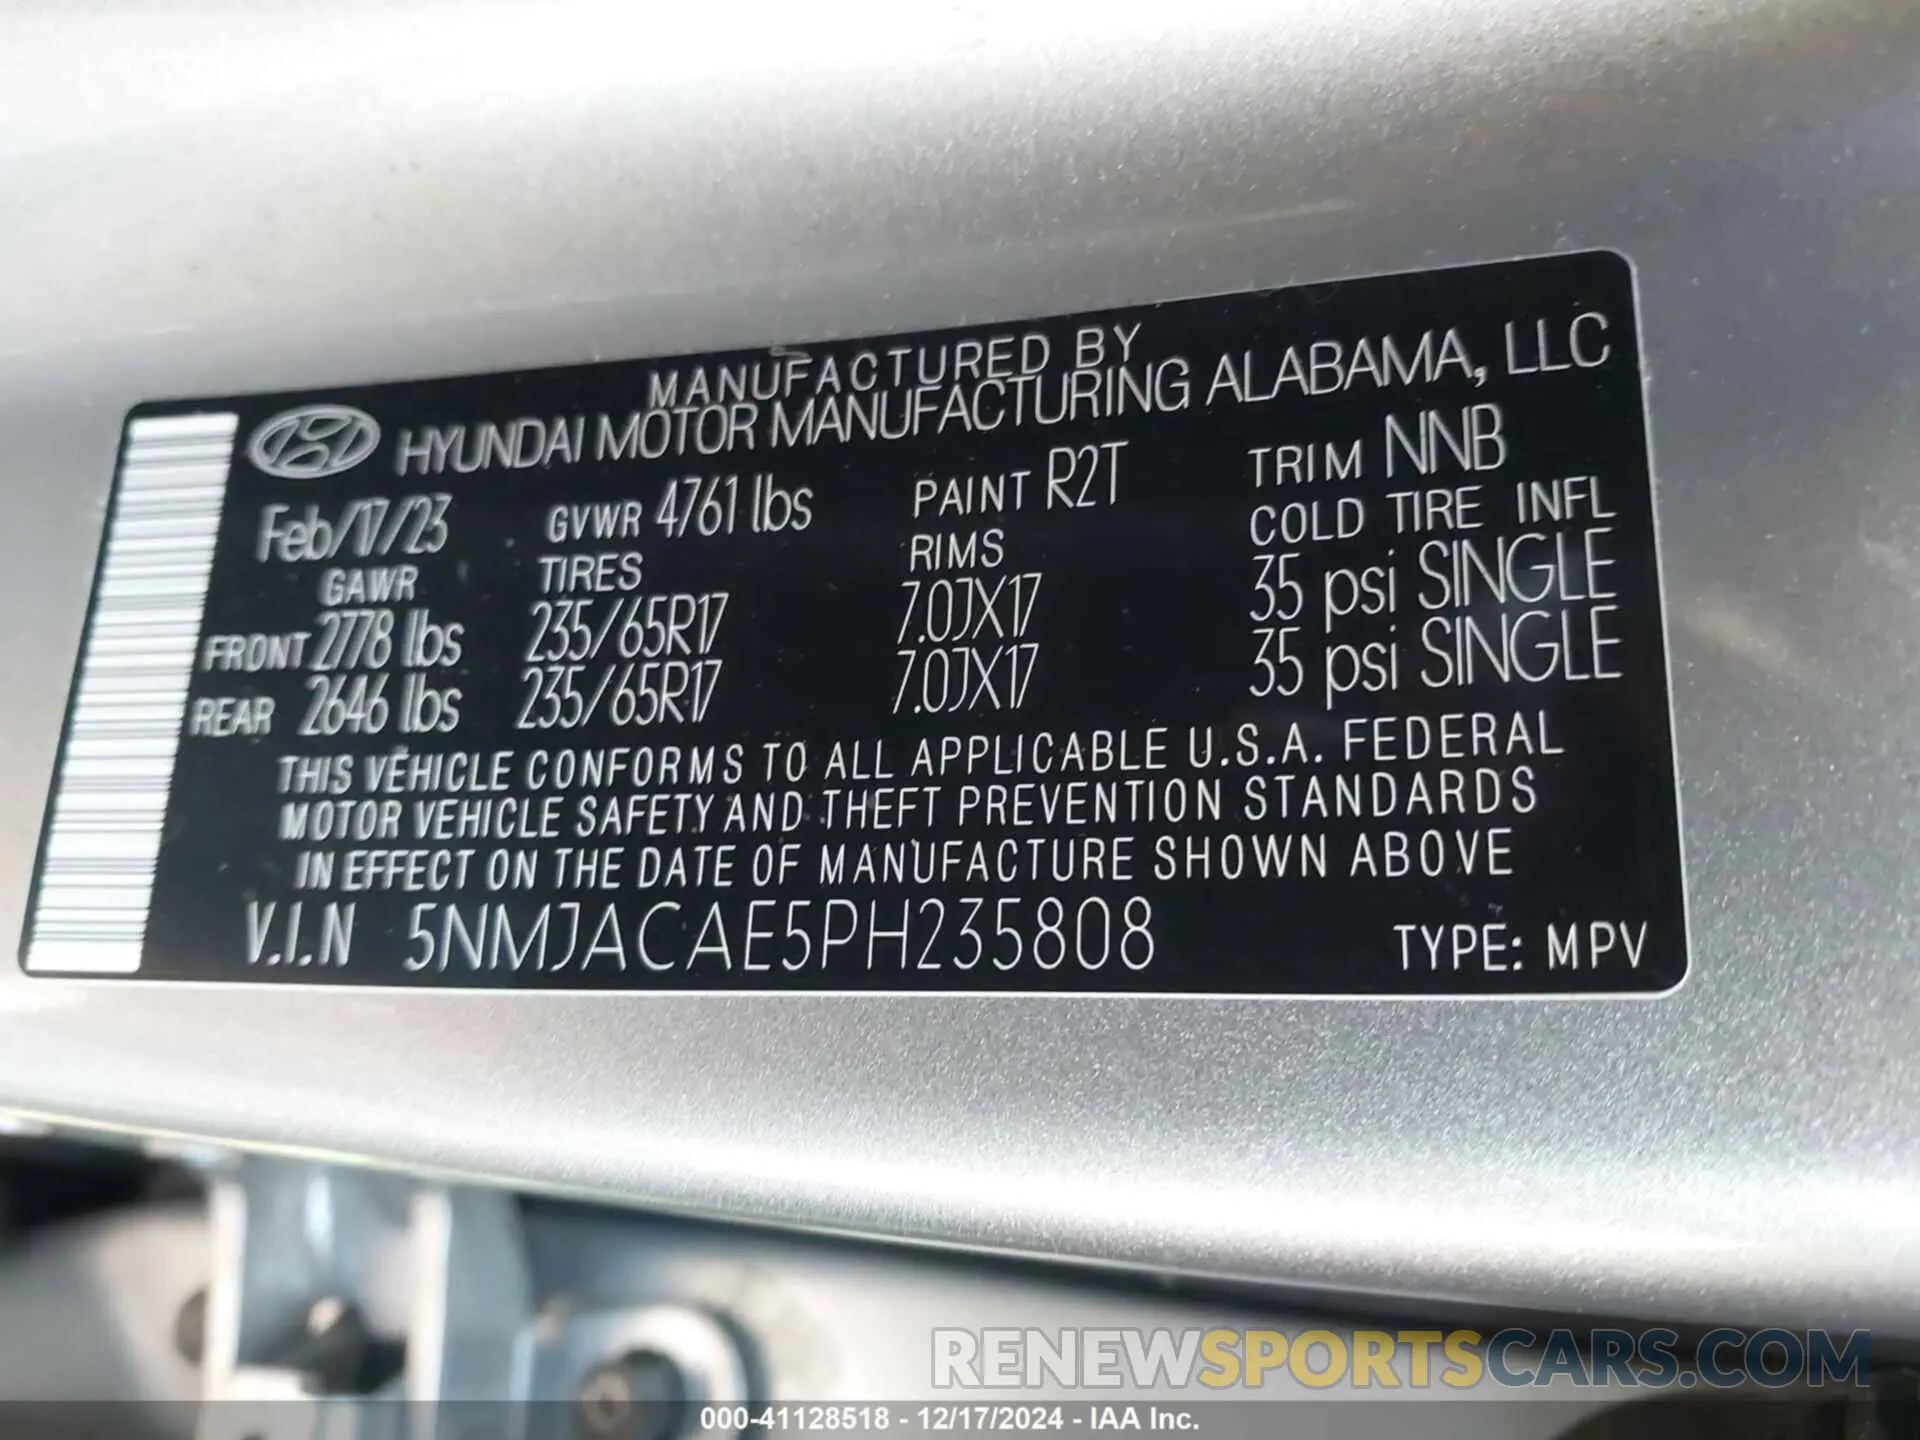 MANUFACTURED BY
HYUNDAI MOTOR MANUFACTURING ALABAMA, LLC
Feb/17/23 GVWR 4761 lbs PAINT R2T TRIM NNB
GAWR TIRES RIMS COLD TIRE INFL
FRONT 2778 lbs 235/65R17 7.0JX17 35 psi SINGLE
REAR 2646 lbs 235/65R17 7.0JX17 35 psi SINGLE
THIS VEHICLE CONFORMS TO ALL APPLICABLE U.S.A. FEDERAL
MOTOR VEHICLE SAFETY AND THEFT PREVENTION STANDARDS
IN EFFECT ON THE DATE OF MANUFACTURE SHOWN ABOVE
V.I.N 5NMJACAE5PH235808 TYPE: MPV
RENEWSPORTSCARS.COM
000-41128518 - 12/17/2024 - IAA Inc.